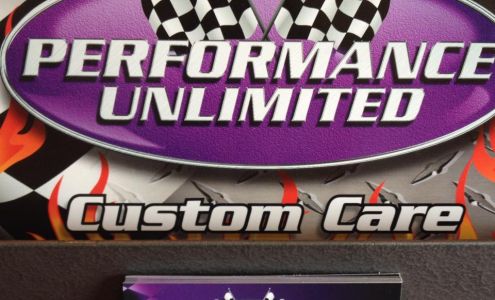 PERFORMANCE
UNLIMITED
Custom Care